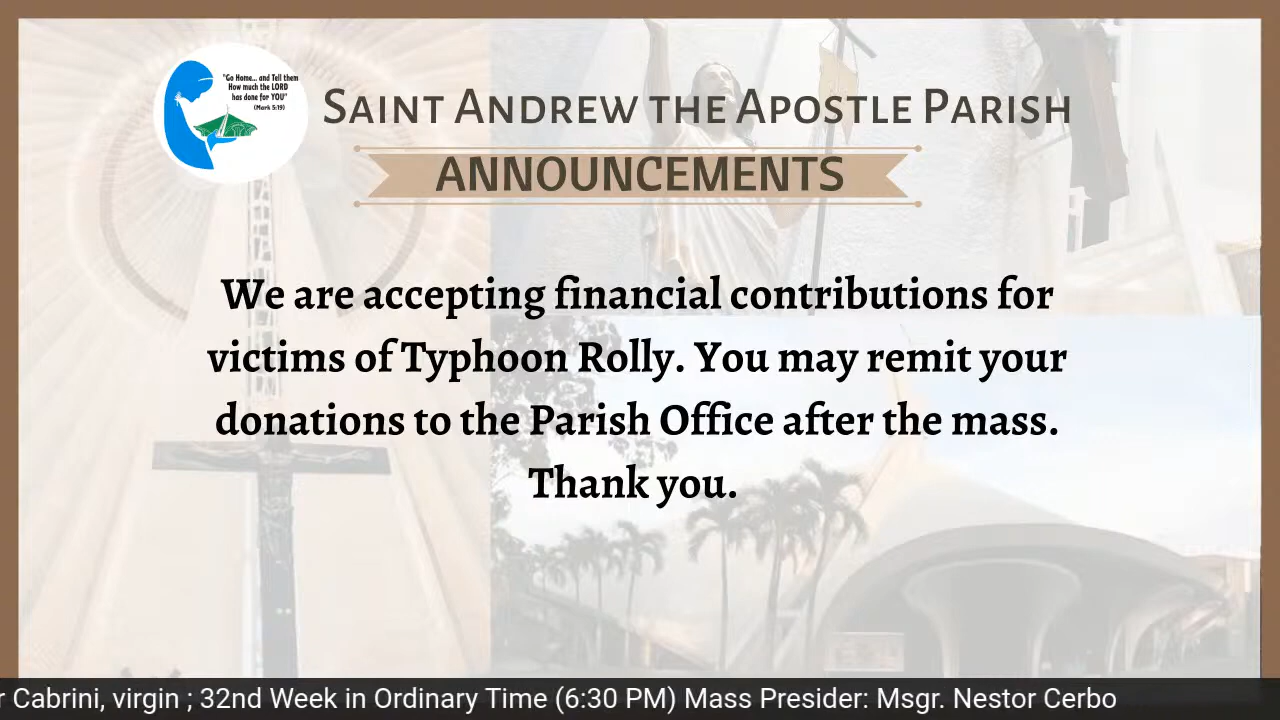 "Go Home... and Tell them
How much the LORD
has done for YOU"
(Mark 5:19)
SAINT ANDREW THE APOSTLE PARISH
ANNOUNCEMENTS
We are accepting financial contributions for
victims of Typhoon Rolly. You may remit your
donations to the Parish Office after the mass.
Thank you.
r Cabrini, virgin ; 32nd Week in Ordinary Time (6:30 PM) Mass Presider: Msgr. Nestor Cerbo